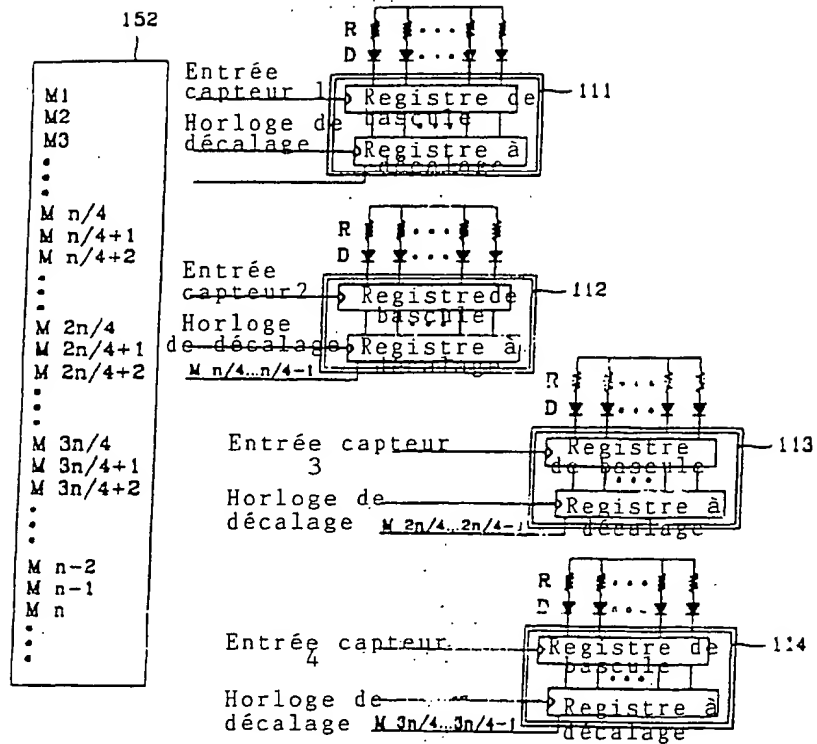 152
M1
M2
M3
M n/4
M n/4+1
M n/4+2
M 2n/4
M 2n/4+1
M 2n/4+2
M 3n/4
M 3n/4+1
M 3n/4+2
M n-2
M n-1
M n
R
D
Entrée
capteur 1
Registre de
bascule
111
Horloge de
décalage
Registre à
décalage
R
D
Entrée
capteur2
Registrede
bascule
112
Horloge
de décalage
Registre à
décalage
M n/4...n/4-1
R
D
Entrée capteur
3
Registre
de bascule
113
Horloge de
décalage
Registre à
décalage
M 2n/4...2n/4-1
R
D
Entrée capteur
4
Registre de
bascule
114
Horloge de
décalage
Registre à
décalage
M 3n/4...3n/4-1